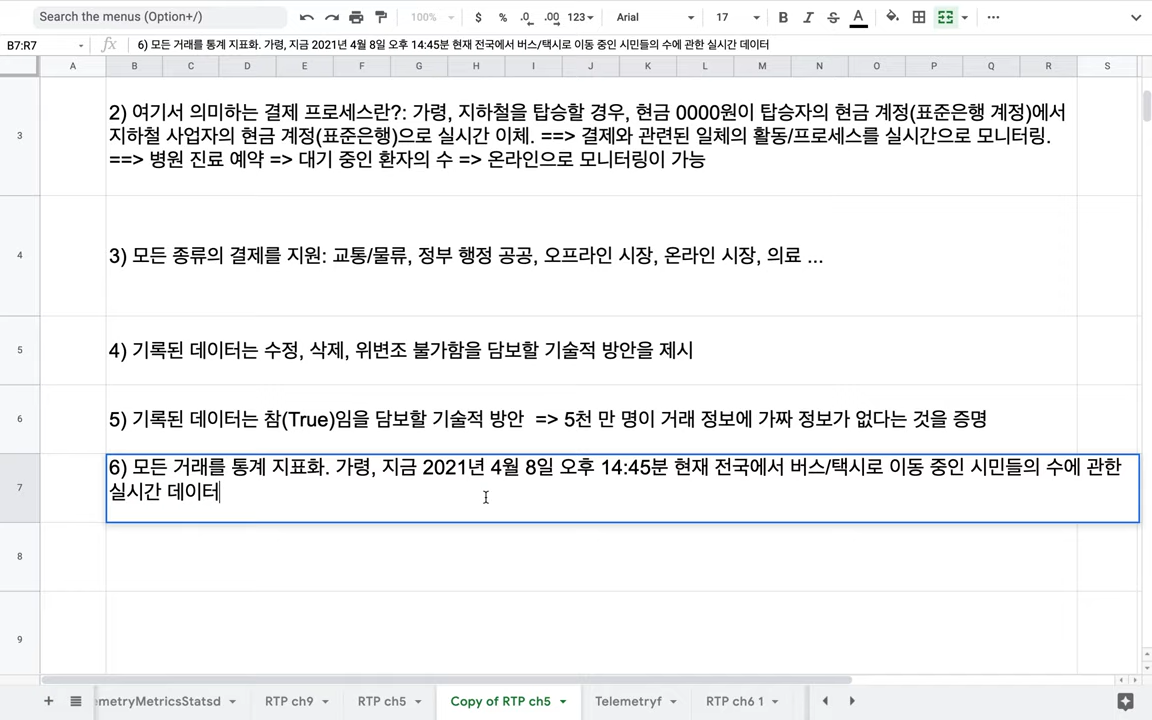 Search the menus (Option+/)
100%
$ % .0 .00 123
Arial
17
B I S A
B7:R7
fx 6) 모든 거래를 통계 지표화. 가령, 지금 2021년 4월 8일 오후 14:45분 현재 전국에서 버스/택시로 이동 중인 시민들의 수에 관한 실시간 데이터
A B C D E F G H I J K L M N O P Q R S
3
2) 여기서 의미하는 결제 프로세스란?: 가령, 지하철을 탑승할 경우, 현금 0000원이 탑승자의 현금 계정(표준은행 계정)에서
지하철 사업자의 현금 계정(표준은행)으로 실시간 이체. ==> 결제와 관련된 일체의 활동/프로세스를 실시간으로 모니터링.
==> 병원 진료 예약 => 대기 중인 환자의 수 => 온라인으로 모니터링이 가능
4
3) 모든 종류의 결제를 지원: 교통/물류, 정부 행정 공공, 오프라인 시장, 온라인 시장, 의료 ...
5
4) 기록된 데이터는 수정, 삭제, 위변조 불가함을 담보할 기술적 방안을 제시
6
5) 기록된 데이터는 참(True)임을 담보할 기술적 방안 => 5천 만 명이 거래 정보에 가짜 정보가 없다는 것을 증명
7
6) 모든 거래를 통계 지표화. 가령, 지금 2021년 4월 8일 오후 14:45분 현재 전국에서 버스/택시로 이동 중인 시민들의 수에 관한
실시간 데이터
8
9
emetryMetricsStatsd RTP ch9 RTP ch5 Copy of RTP ch5 Telemetryf RTP ch6 1